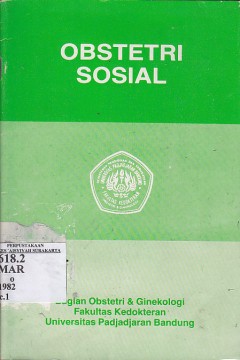 OBSTETRI
SOSIAL
PERPUSTAKAAN
618.2
MAR
o
1982
c.1
Bagian Obstetri & Ginekologi
Fakultas Kedokteran
Universitas Padjadjaran Bandung